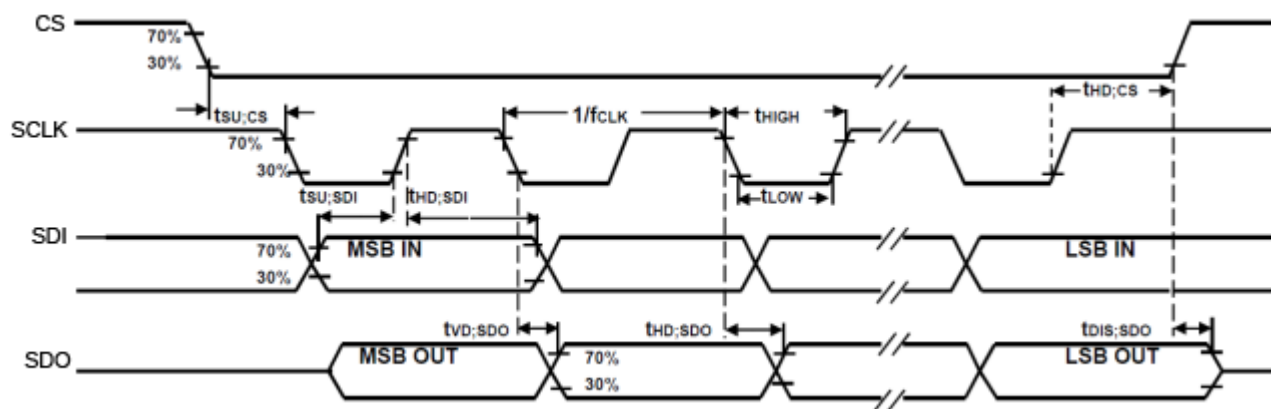 CS
70%
30%
tSU;CS
1/fCLK
tHIGH
tHD;CS
SCLK
70%
30%
tSU;SDI
tHD;SDI
tLOW
SDI
70%
30%
MSB IN
LSB IN
tVD;SDO
tHD;SDO
tDIS;SDO
SDO
MSB OUT
70%
30%
LSB OUT